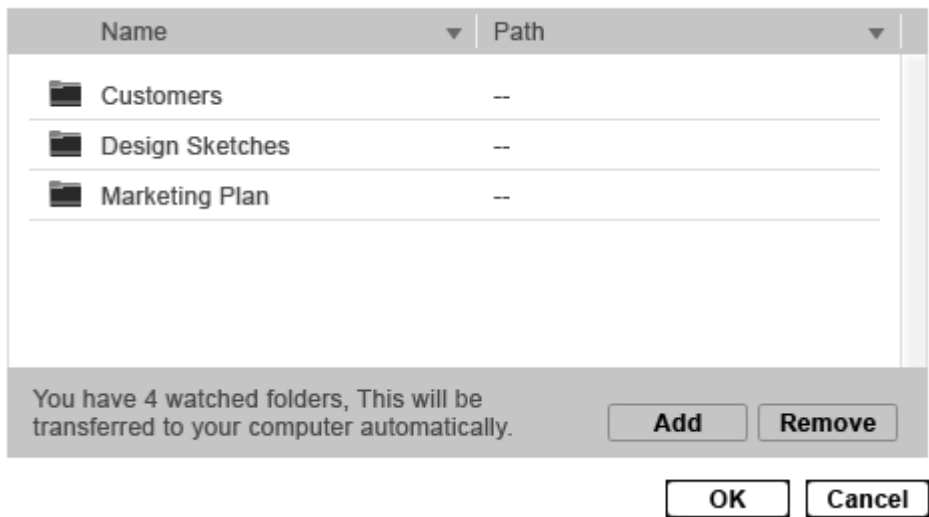 Name Path
Customers --
Design Sketches --
Marketing Plan --
You have 4 watched folders, This will be
transferred to your computer automatically.
Add Remove
OK Cancel